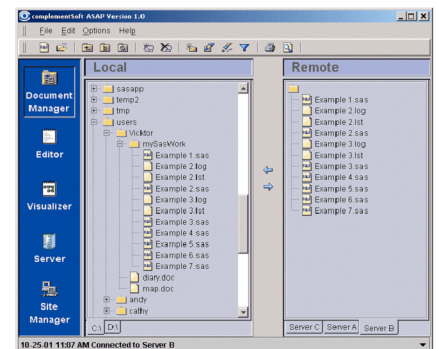 complementSoft ASAP Version 1.0
File Edit Options Help
Local
Remote
Document
Manager
Editor
Visualizer
Server
Site
Manager
sasapp
temp2
tmp
users
Vicktor
mySasWork
Example 1.sas
Example 2.log
Example 2.lst
Example 2.sas
Example 3.log
Example 3.lst
Example 3.sas
Example 4.sas
Example 5.sas
Example 6.sas
Example 7.sas
diary.doc
map.doc
andy
cathy
C:\ D:\
Example 1.sas
Example 2.log
Example 2.lst
Example 2.sas
Example 3.log
Example 3.lst
Example 3.sas
Example 4.sas
Example 5.sas
Example 6.sas
Example 7.sas
Server C Server A Server B
10-25-01 11:07 AM Connected to Server B